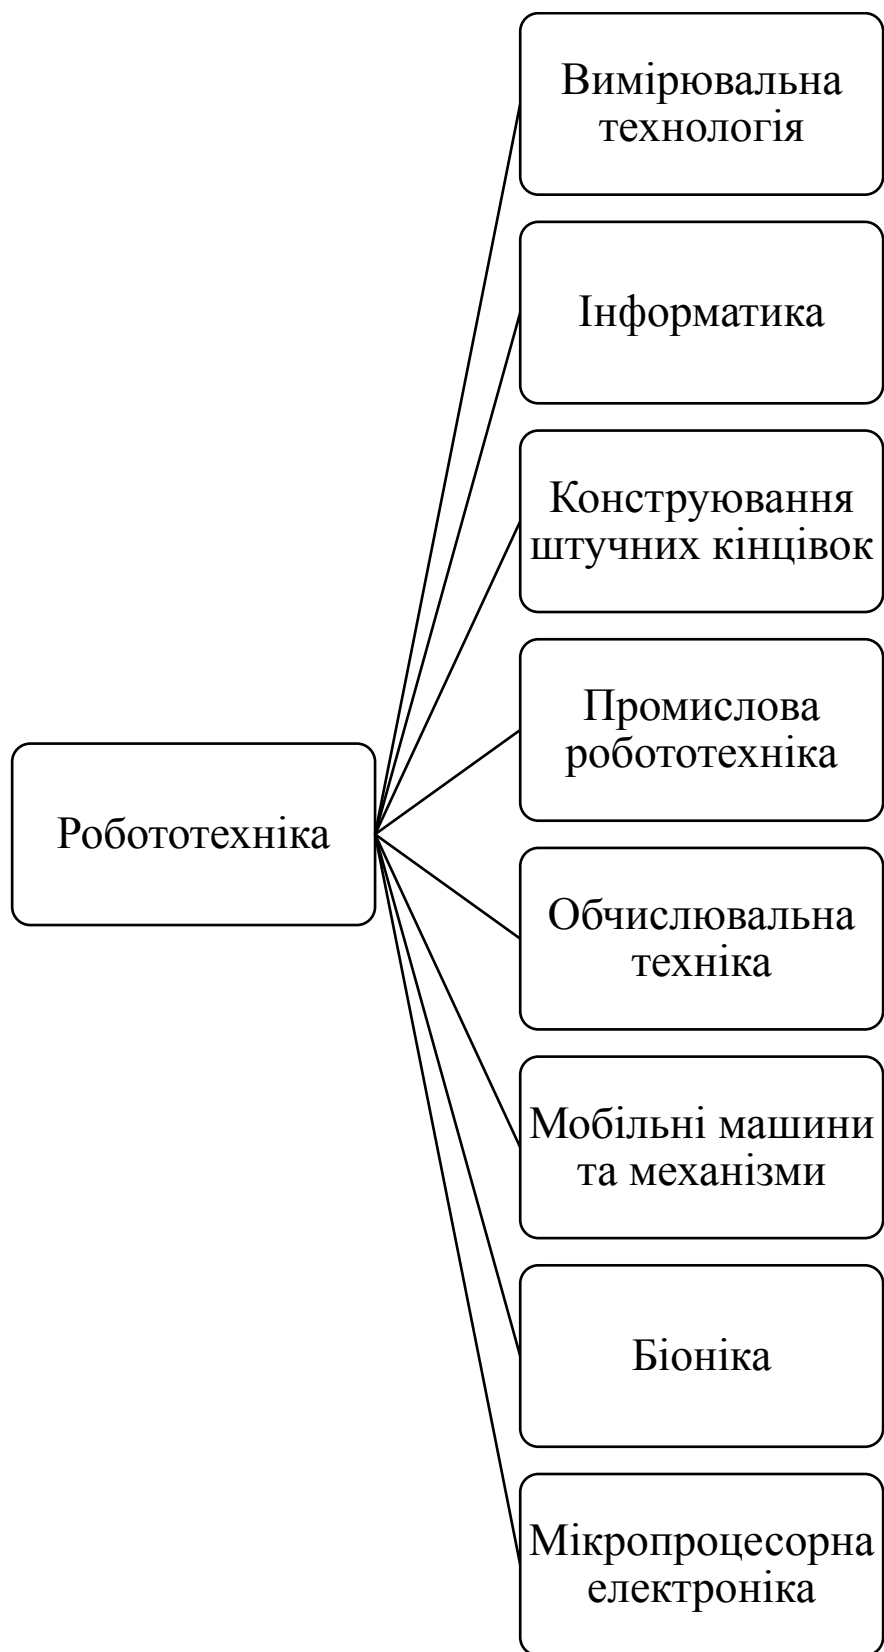 Вимірювальна
технологія
Інформатика
Конструювання
штучних кінцівок
Промислова
робототехніка
Робототехніка
Обчислювальна
техніка
Мобільні машини
та механізми
Біоніка
Мікропроцесорна
електроніка